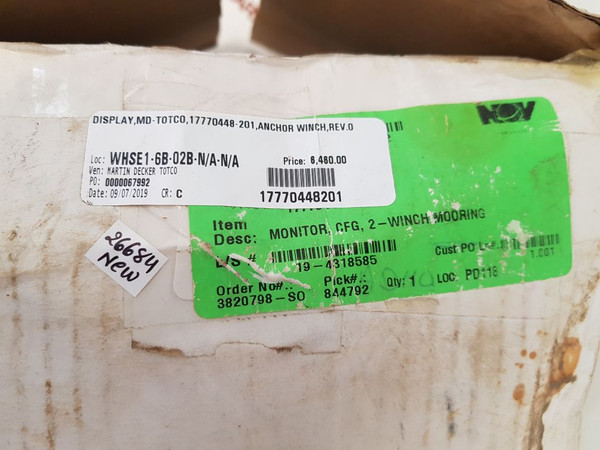 DISPLAY,MD-TOTCO,17770448-201,ANCHOR WINCH,REV.0
Loc: WHSE1-6B-02B-N/A-N/A
Price: 6,460.00
Ven: MARTIN DECKER TOTCO
PO: 0000067992
Date: 09/07/2019 CR: C
17770448201
NOV
Item
Desc: MONITOR, CFG, 2-WINCH MOORING
L/S #
19-4318585
Cust PO
Order No#.: Pick#.:
3820798-SO 844792
Qty: 1 LOC: PD118
26684
New